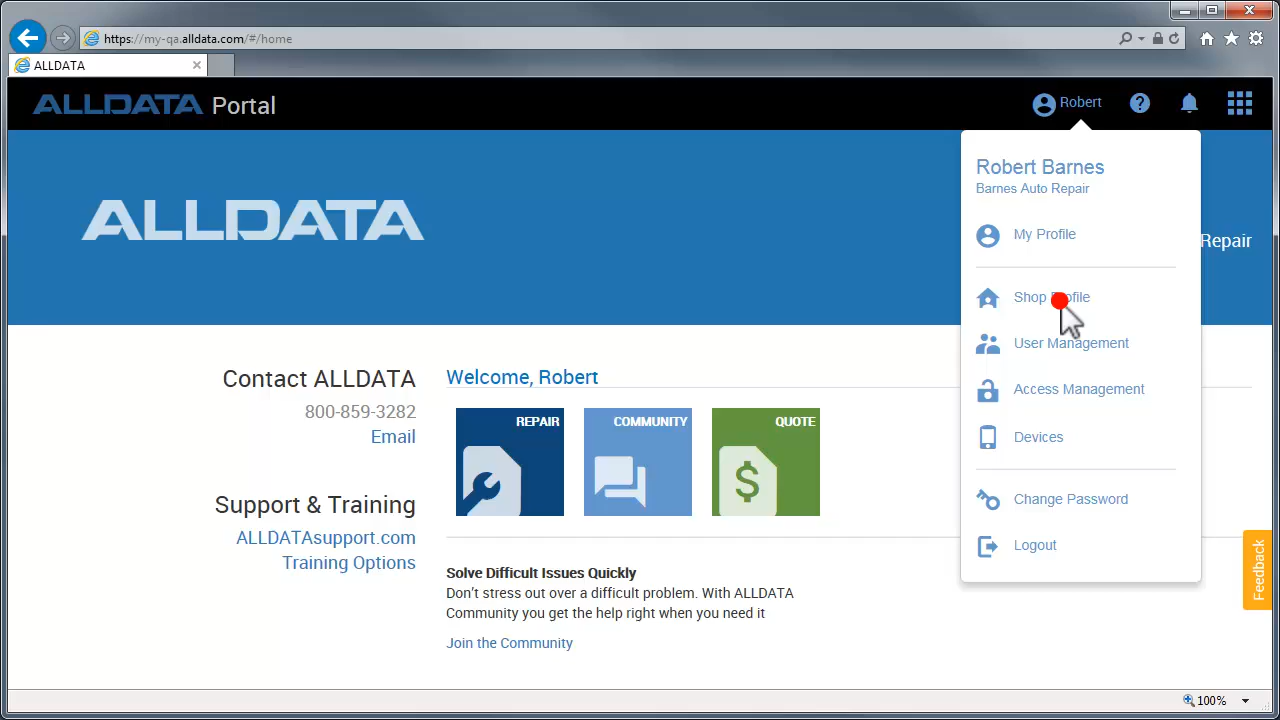 https://my-qa.alldata.com/#/home
ALLDATA
ALLDATA Portal
Robert
ALLDATA
Repair
Robert Barnes
Barnes Auto Repair
My Profile
Shop Profile
User Management
Access Management
Devices
Change Password
Logout
Contact ALLDATA
800-859-3282
Email
Support & Training
ALLDATAsupport.com
Training Options
Welcome, Robert
REPAIR
COMMUNITY
QUOTE
Solve Difficult Issues Quickly
Don't stress out over a difficult problem. With ALLDATA
Community you get the help right when you need it
Join the Community
Feedback
100%